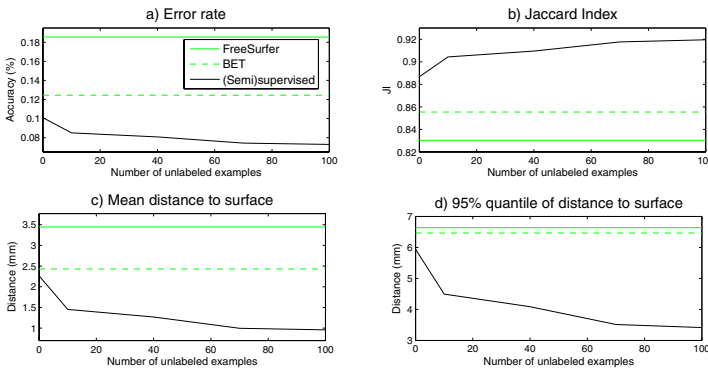 a) Error rate
0.18
0.16
0.14
0.12
0.1
0.08
Accuracy (%)
FreeSurfer
BET
(Semi)supervised
0 20 40 60 80 100
Number of unlabeled examples
b) Jaccard Index
0.92
0.9
0.88
0.86
0.84
0.82
JI
0 20 40 60 80 100
Number of unlabeled examples
c) Mean distance to surface
3.5
3
2.5
2
1.5
1
Distance (mm)
0 20 40 60 80 100
Number of unlabeled examples
d) 95% quantile of distance to surface
7
6
5
4
3
Distance (mm)
0 20 40 60 80 100
Number of unlabeled examples